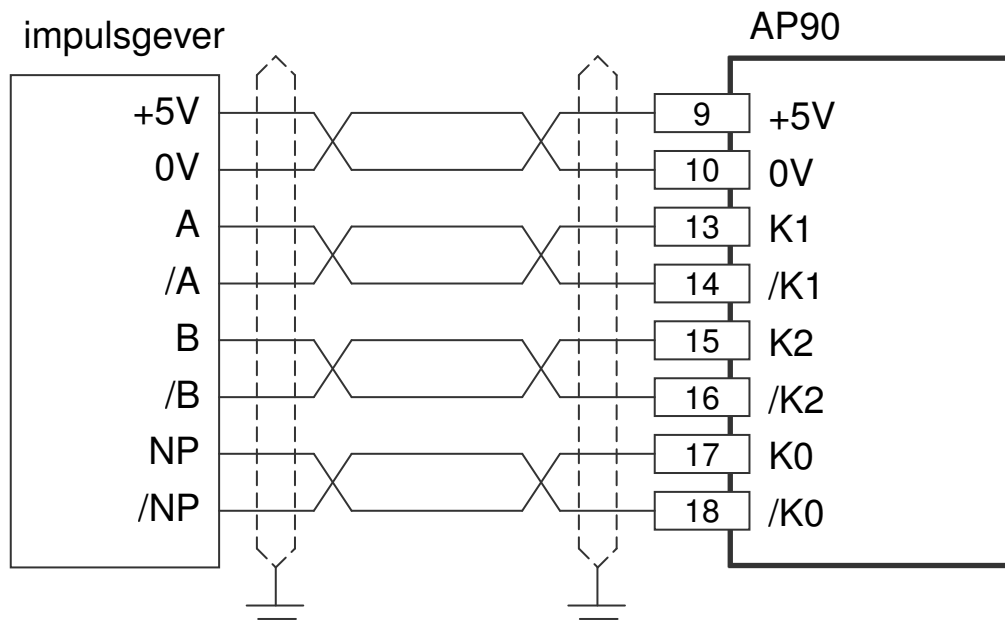 impulsgever AP90
+5V 9 +5V
0V 10 0V
A 13 K1
/A 14 /K1
B 15 K2
/B 16 /K2
NP 17 K0
/NP 18 /K0